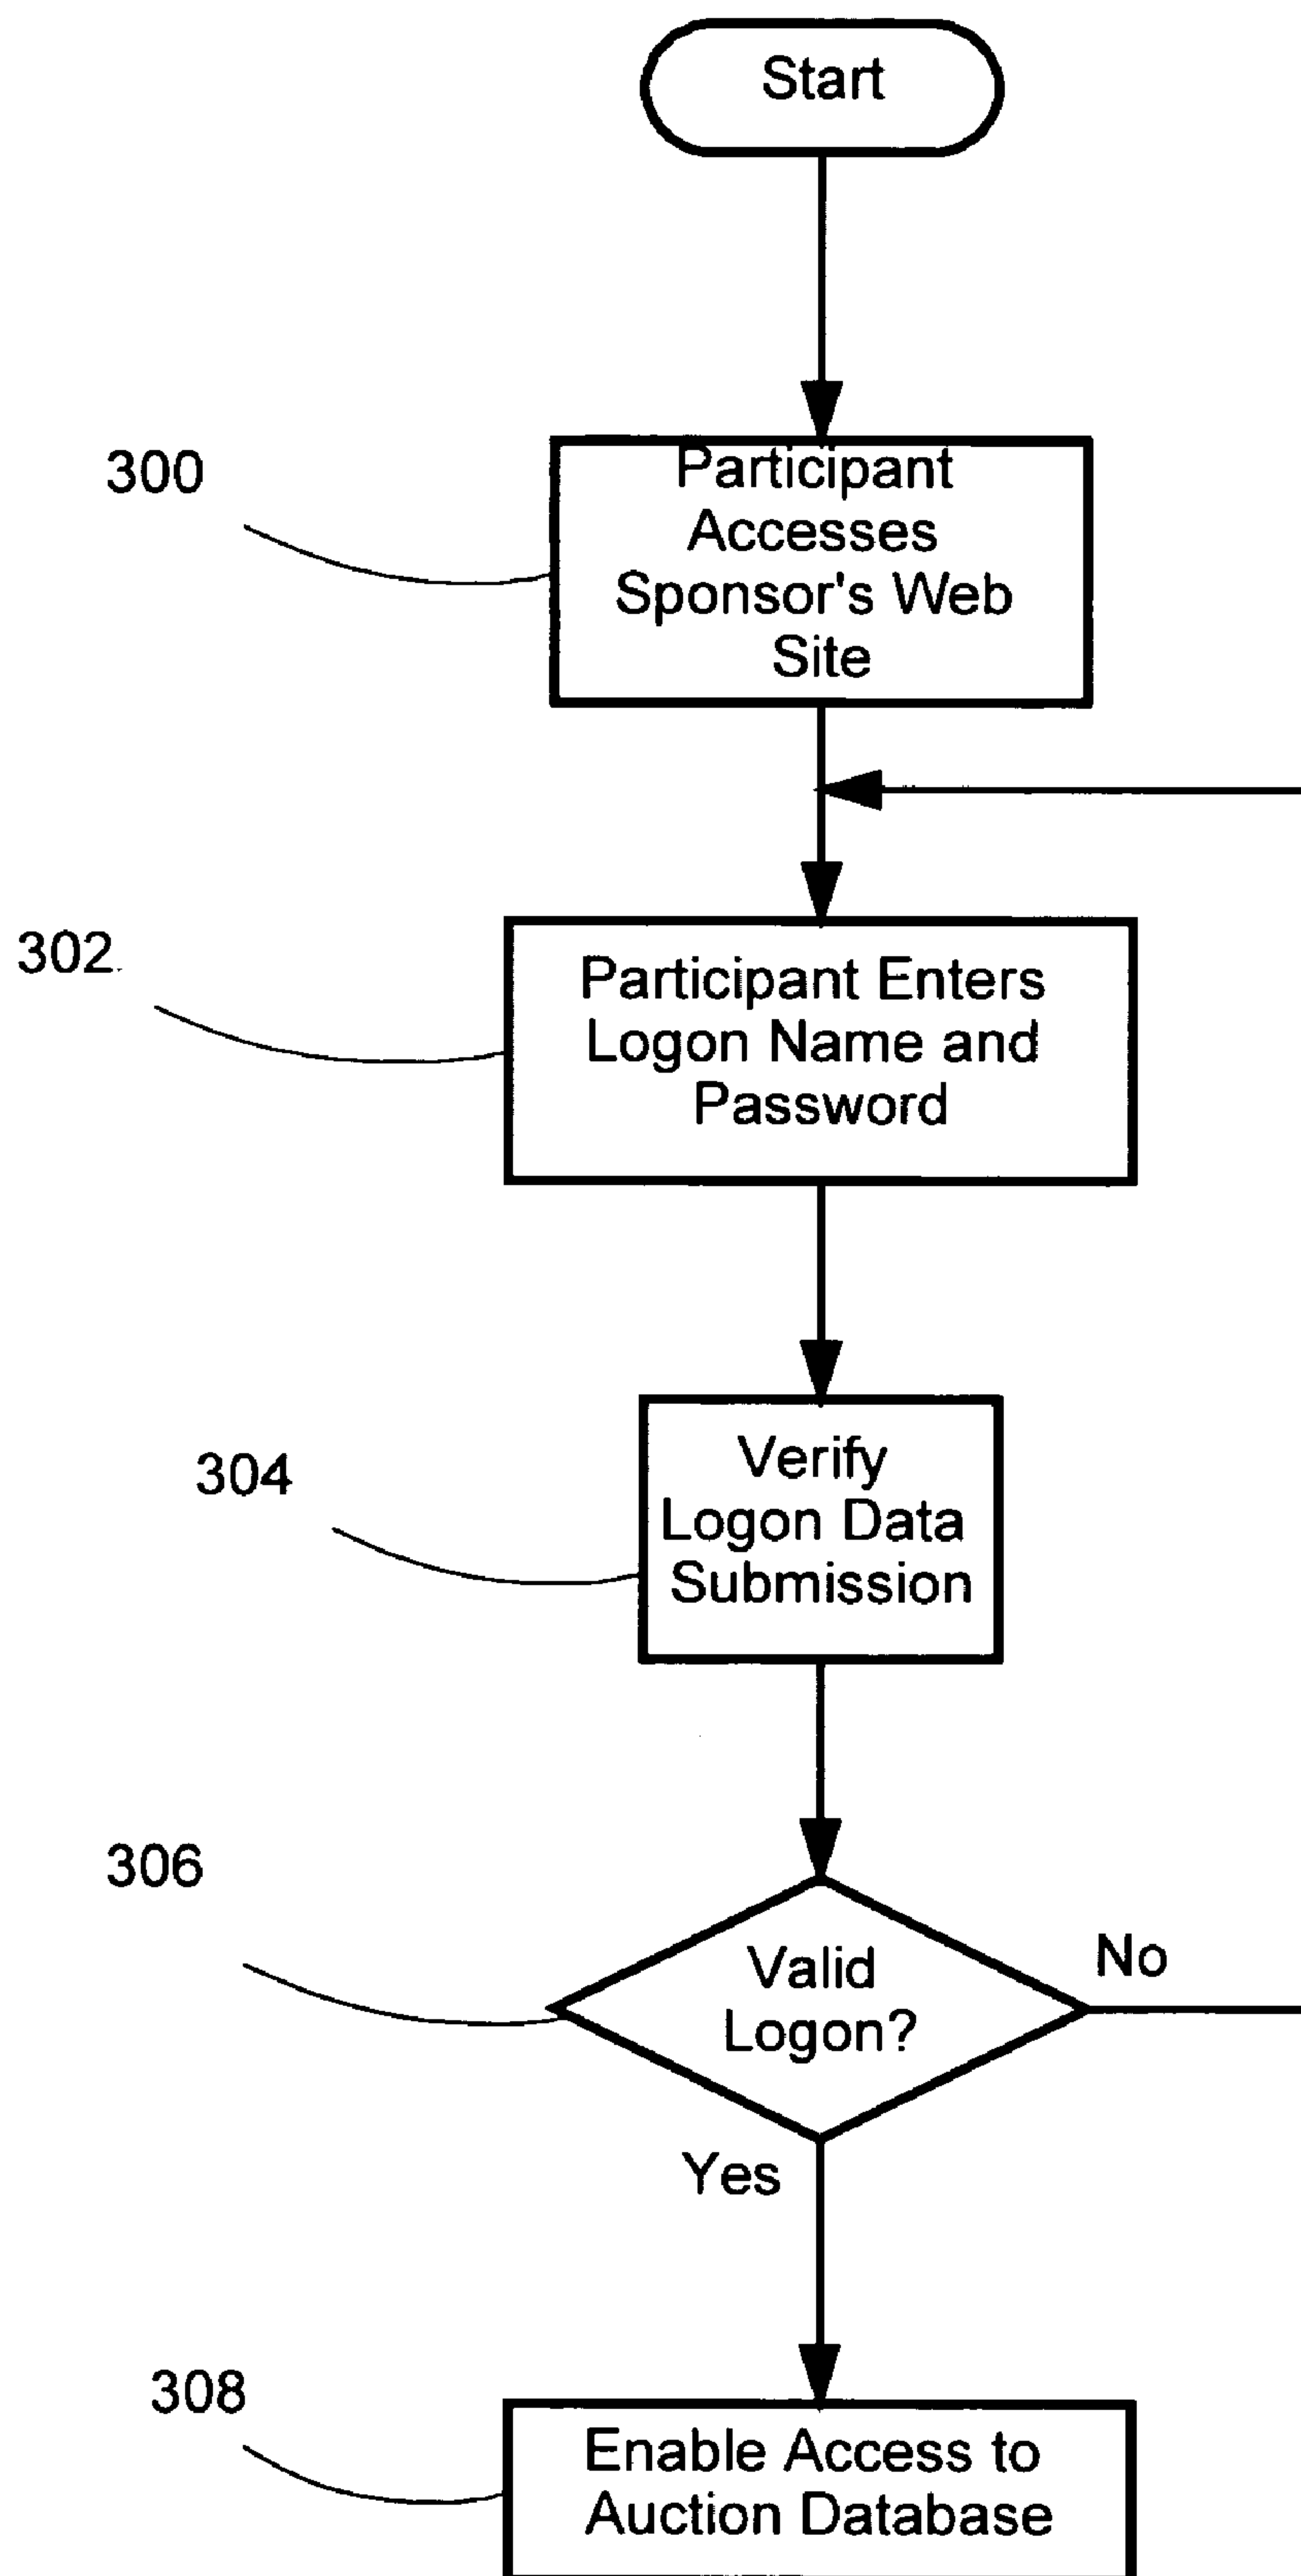 Start
300
Participant
Accesses
Sponsor's Web
Site
302
Participant Enters
Logon Name and
Password
304
Verify
Logon Data
Submission
306
Valid
Logon?
No
Yes
308
Enable Access to
Auction Database